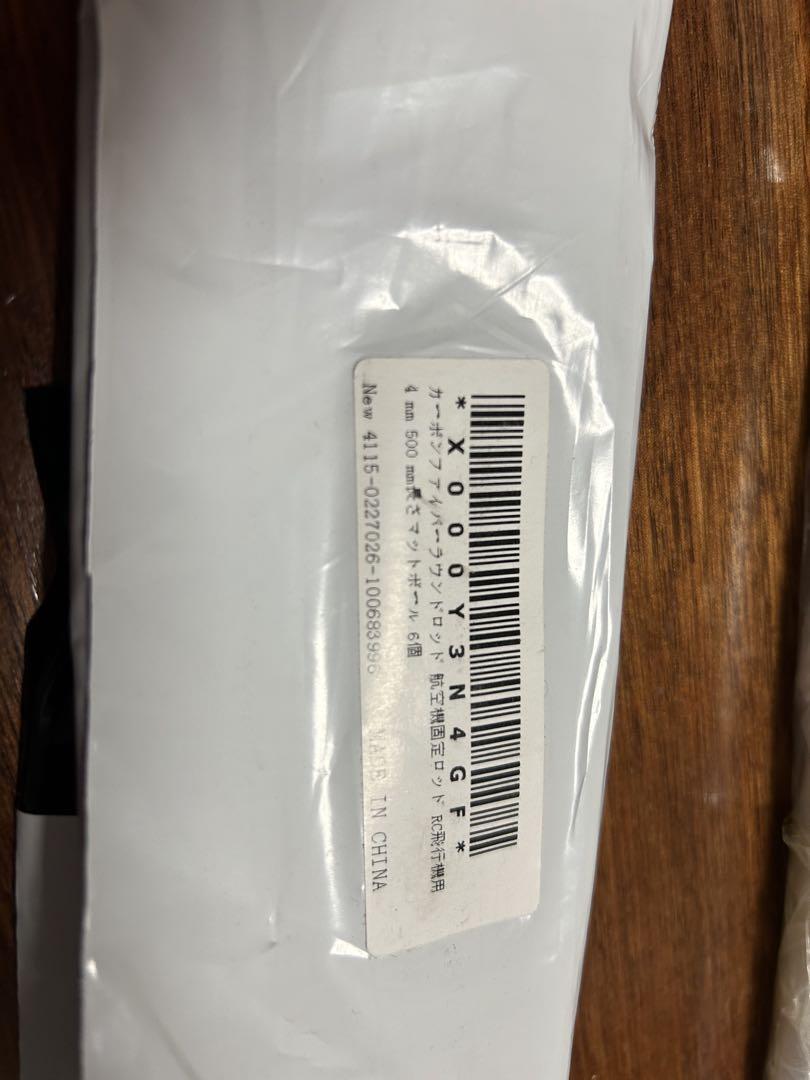 *X000Y3N4GF*
カーボンファイバーラウンドロッド 航空機固定ロッド RC飛行機用
4 mm 500 mm長さマットポール 6個
New 4115-0227026-100683996 MADE IN CHINA